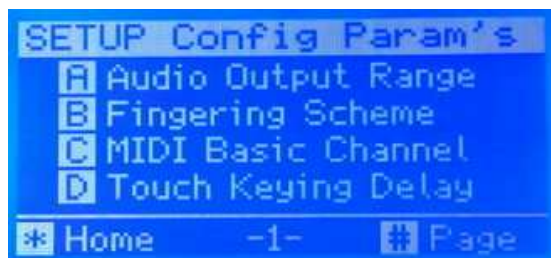 SETUP Config Param's
A Audio Output Range
B Fingering Scheme
C MIDI Basic Channel
D Touch Keying Delay
* Home -1- # Page